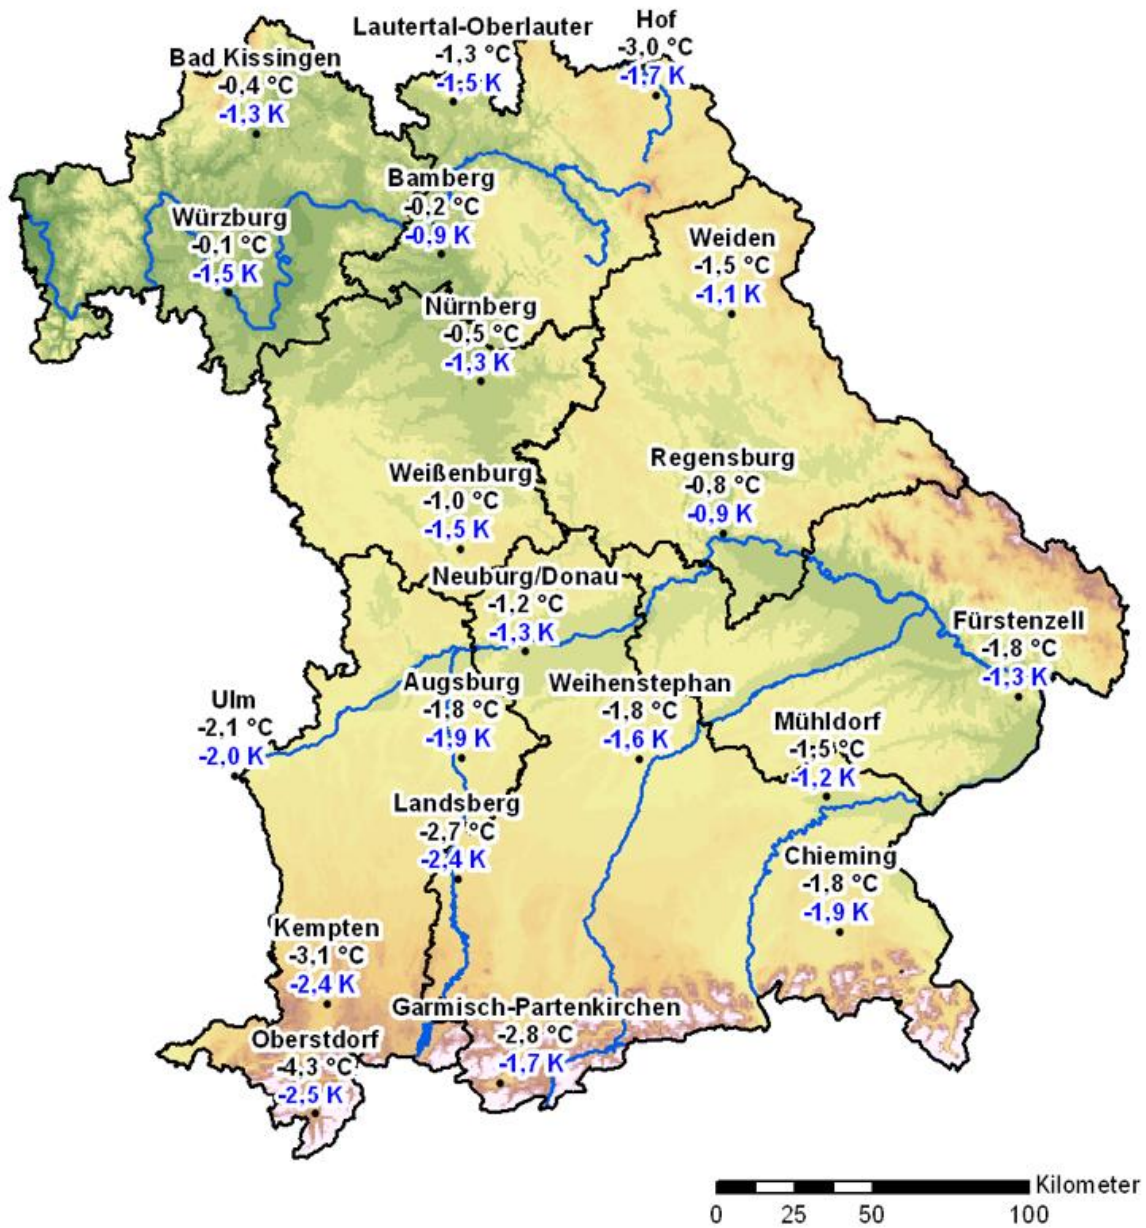 Lautertal-Oberlauter
-1,3 °C
-1,5 K
Hof
-3,0 °C
-1,7 K
Bad Kissingen
-0,4 °C
-1,3 K
Bamberg
-0,2 °C
-0,9 K
Würzburg
-0,1 °C
-1,5 K
Weiden
-1,5 °C
-1,1 K
Nürnberg
-0,5 °C
-1,3 K
Weißenburg
-1,0 °C
-1,5 K
Regensburg
-0,8 °C
-0,9 K
Neuburg/Donau
-1,2 °C
-1,3 K
Fürstenzell
-1,8 °C
-1,3 K
Ulm
-2,1 °C
-2,0 K
Augsburg
-1,8 °C
-1,9 K
Weihenstephan
-1,8 °C
-1,6 K
Mühldorf
-1,5 °C
-1,2 K
Landsberg
-2,7 °C
-2,4 K
Chieming
-1,8 °C
-1,9 K
Kempten
-3,1 °C
-2,4 K
Garmisch-Partenkirchen
-2,8 °C
-1,7 K
Oberstdorf
-4,3 °C
-2,5 K
Kilometer
0 25 50 100